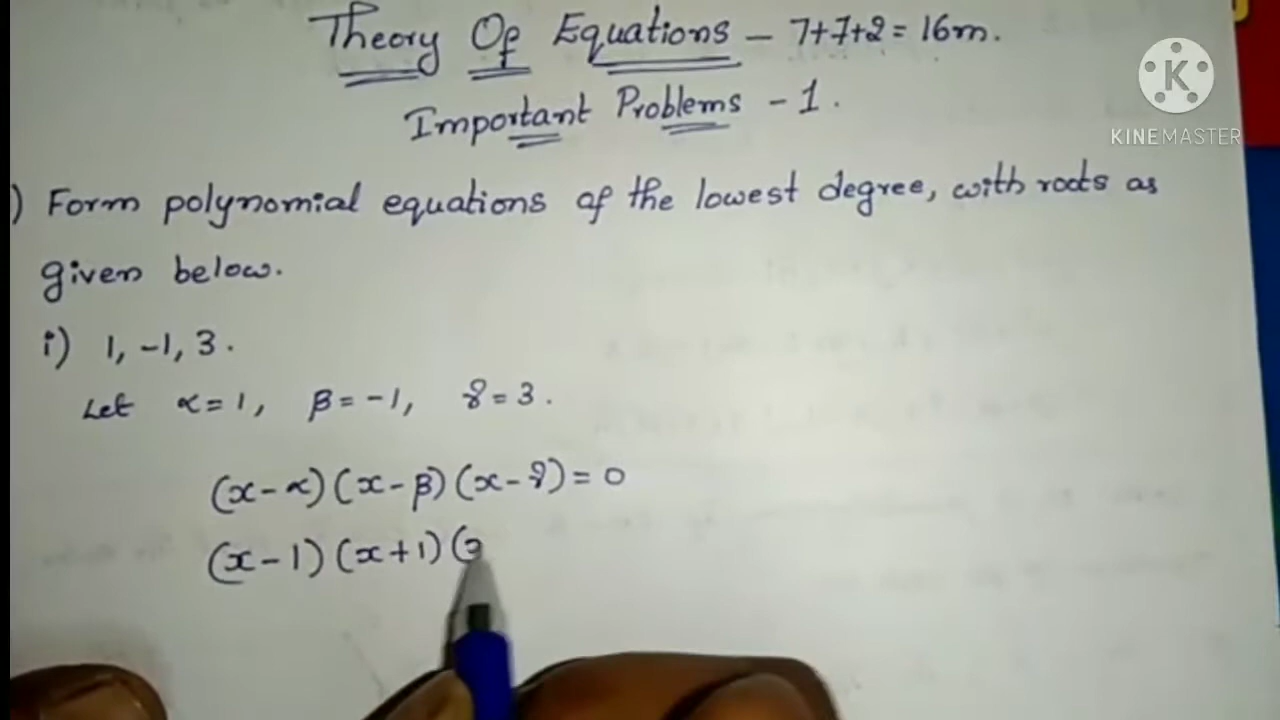 Theory Of Equations - 7+7+2 = 16m.
Important Problems - 1.
KINEMASTER
) Form polynomial equations of the lowest degree, with roots as
given below.
i) 1, -1, 3.
Let α = 1, β = -1, γ = 3.
(x - α) (x - β) (x - γ) = 0
(x - 1) (x + 1) (